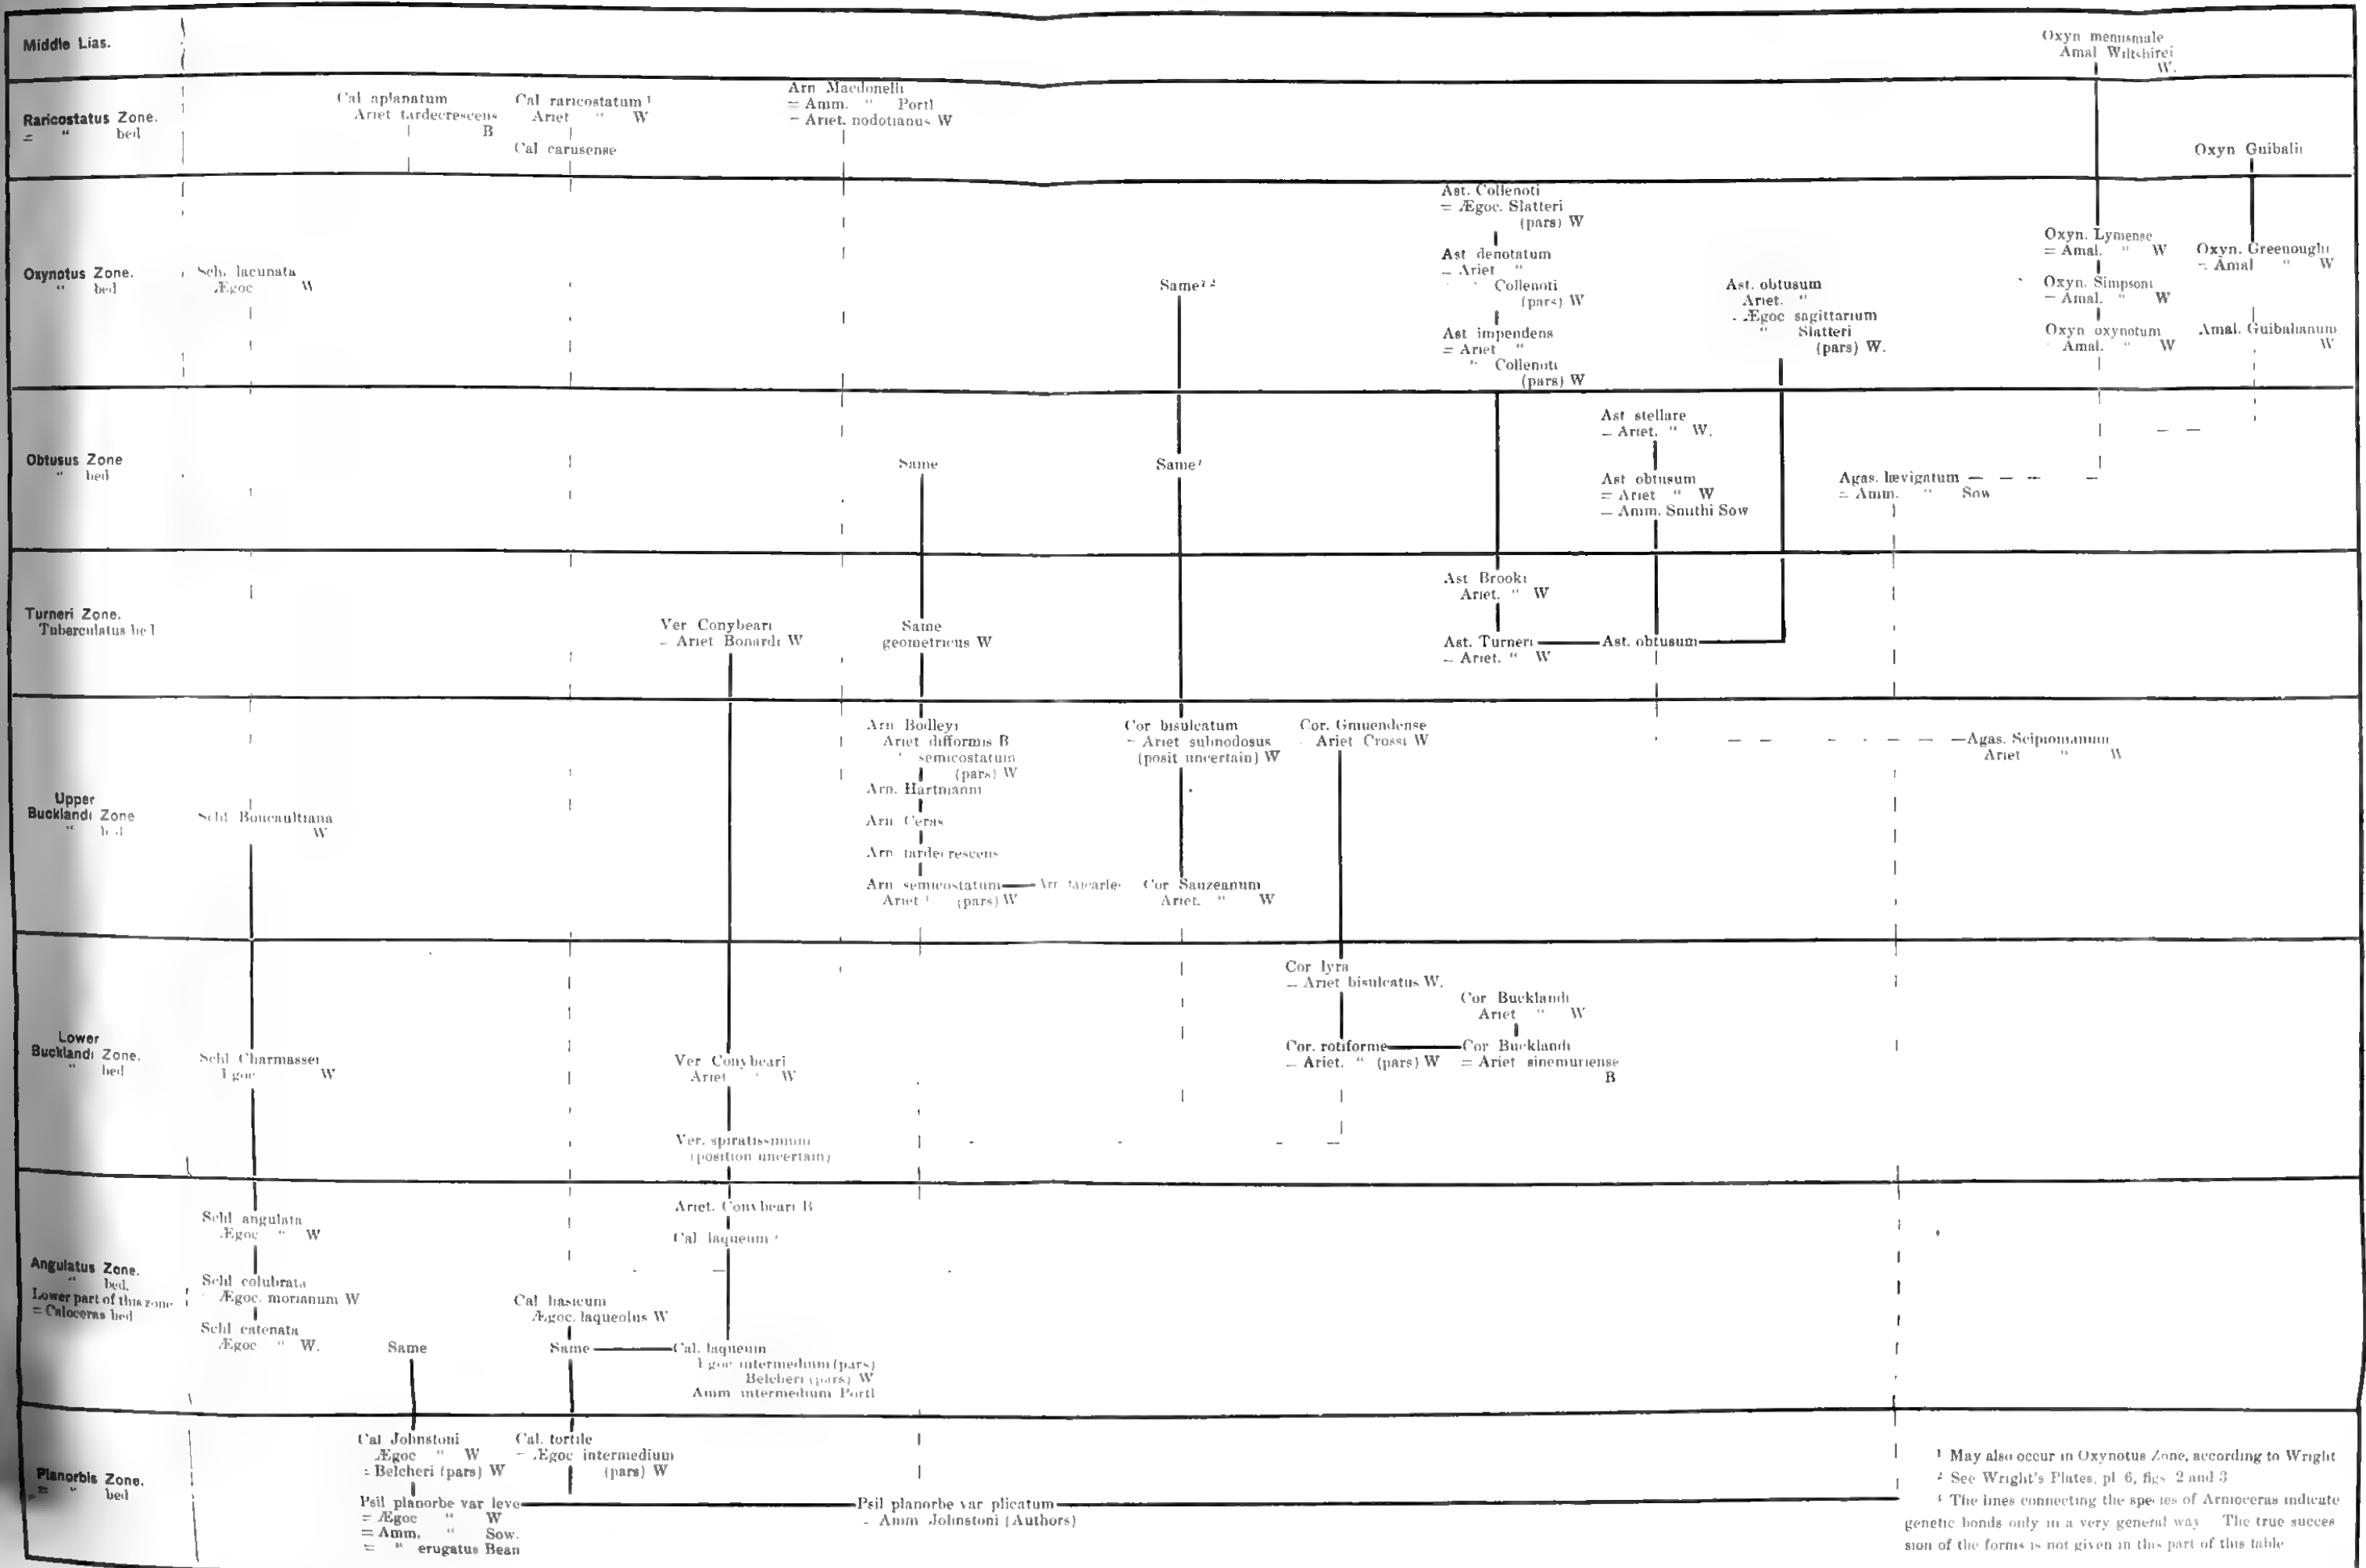 Middle Lias.
Oxyn menusmale
Amal Wiltshirei
W.
Raricostatus Zone.
= " bed
Cal aplanatum
Ariet tardecrescens
B
Cal raricostatum ¹
Ariet " W
Cal carusense
Arn Macdonelli
= Amm. " Portl
= Ariet. nodotianus W
Oxyn Guibalii
Oxynotus Zone.
" bed
Sch. lacunata
Ægoc W
Same? ²
Ast. Collenoti
= Ægoc. Slatteri
(pars) W
Ast denotatum
= Ariet "
" Collenoti
(pars) W
Ast impendens
= Ariet "
" Collenoti
(pars) W
Ast. obtusum
Ariet. "
Ægoc sagittarium
" Slatteri
(pars) W.
Oxyn. Lymense
= Amal. " W
Oxyn. Simpsoni
= Amal. " W
Oxyn oxynotum
Amal. " W
Oxyn. Greenoughi
= Amal " W
Amal. Guibalianum
W
Obtusus Zone
" bed
Same
Same?
Ast stellare
= Ariet. " W.
Ast obtusum
= Ariet " W
= Amm. Smithi Sow
Agas. lævigatum
= Amm. " Sow
Turneri Zone.
Tuberculatus bed
Ver Conybeari
= Ariet Bonardi W
Same
geometricus W
Ast Brooki
Ariet. " W
Ast. Turneri
= Ariet. " W
Ast. obtusum
Upper
Bucklandi Zone
" bed
Schl Boucaultiana
W
Arn Bodleyi
Ariet difformis B
" semicostatum
(pars) W
Arn. Hartmanni
Arn Ceras
Arn tardecrescens
Arn semicostatum
Ariet " (pars) W
Cor bisulcatum
= Ariet subnodosus
(posit uncertain) W
Cor Sauzeanum
Ariet. " W
Cor. Gmuendense
Ariet Crossi W
Agas. Scipionianum
Ariet " W
Lower
Bucklandi Zone.
" bed
Schl Charmassei
Ægoc W
Ver Conybeari
Ariet " W
Ver. spiratissimum
(position uncertain)
Cor lyra
= Ariet bisulcatus W.
Cor. rotiforme
= Ariet. " (pars) W
Cor Bucklandi
Ariet " W
Cor Bucklandi
= Ariet sinemuriense
B
Angulatus Zone.
" bed.
Lower part of this zone
= Caloceras bed
Schl angulata
Ægoc " W
Schl colubrata
Ægoc. morianum W
Schl catenata
Ægoc " W.
Same
Cal liasicum
Ægoc. laqueolus W
Same
Ariet. Conybeari B
Cal laqueum
Cal. laqueum
Ægoc intermedium (pars)
Belcheri (pars) W
Amm intermedium Portl
Planorbis Zone.
= " bed
Cal Johnstoni
Ægoc " W
= Belcheri (pars) W
Psil planorbe var leve
= Ægoc " W
= Amm. " Sow.
= " erugatus Bean
Cal. tortile
= Ægoc intermedium
(pars) W
Psil planorbe var plicatum
= Amm Johnstoni (Authors)
¹ May also occur in Oxynotus Zone, according to Wright
² See Wright's Plates, pl 6, figs 2 and 3
³ The lines connecting the species of Arnioceras indicate
genetic bonds only in a very general way The true succes
sion of the forms is not given in this part of this table